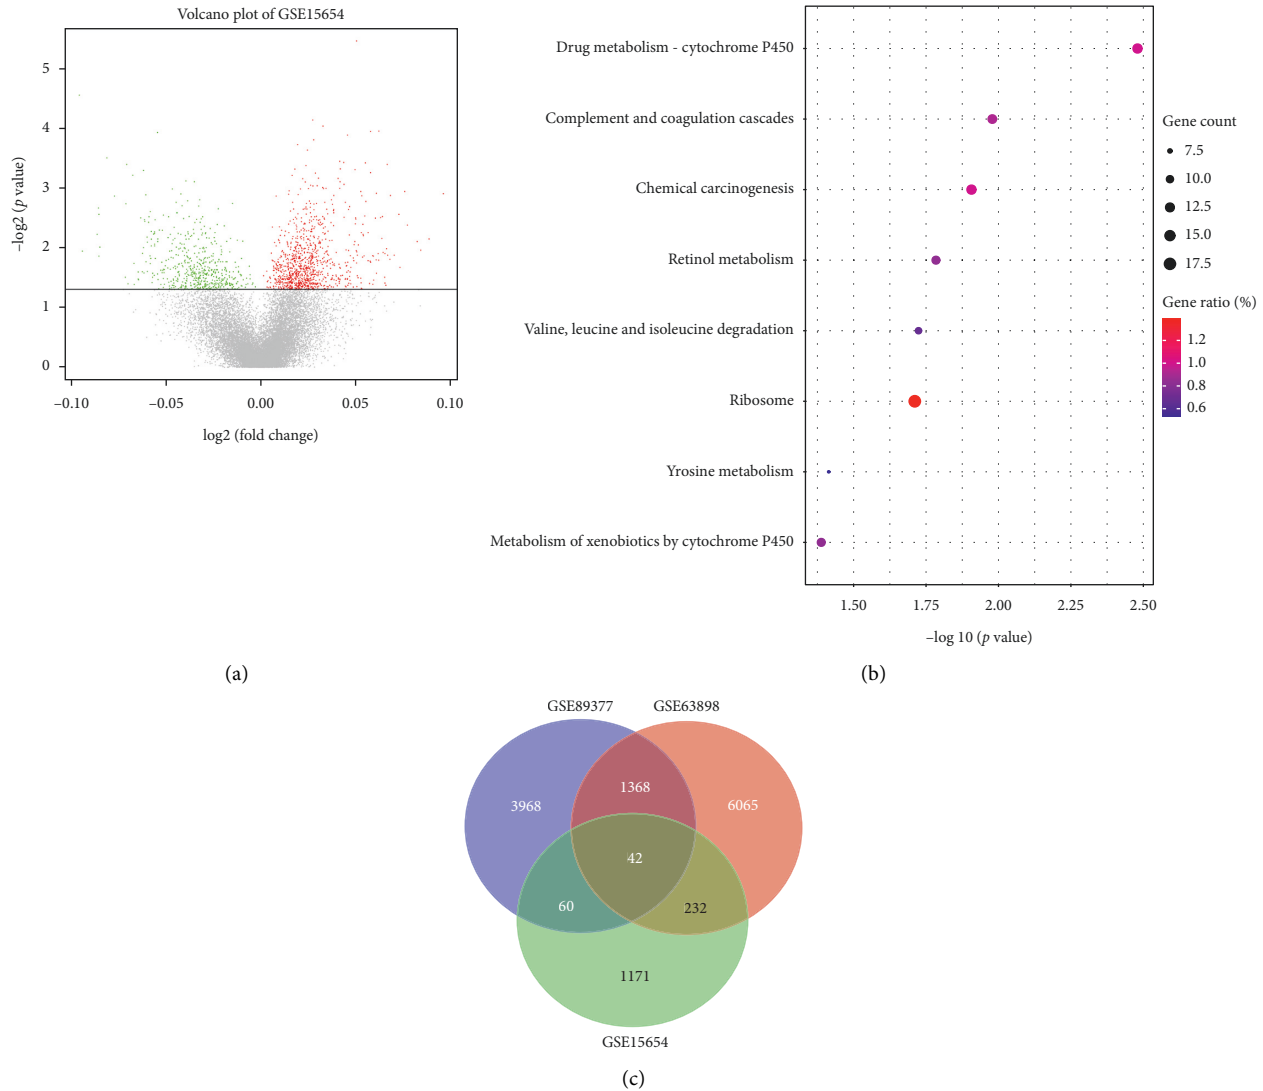 Volcano plot of GSE15654
–log2 (p value)
5
4
3
2
1
0
–0.10
–0.05
0.00
0.05
0.10
log2 (fold change)
(a)
Drug metabolism - cytochrome P450
Complement and coagulation cascades
Chemical carcinogenesis
Retinol metabolism
Valine, leucine and isoleucine degradation
Ribosome
Yrosine metabolism
Metabolism of xenobiotics by cytochrome P450
1.50
1.75
2.00
2.25
2.50
–log 10 (p value)
Gene count
7.5
10.0
12.5
15.0
17.5
Gene ratio (%)
1.2
1.0
0.8
0.6
(b)
GSE89377
GSE63898
3968
1368
6065
42
60
232
1171
GSE15654
(c)